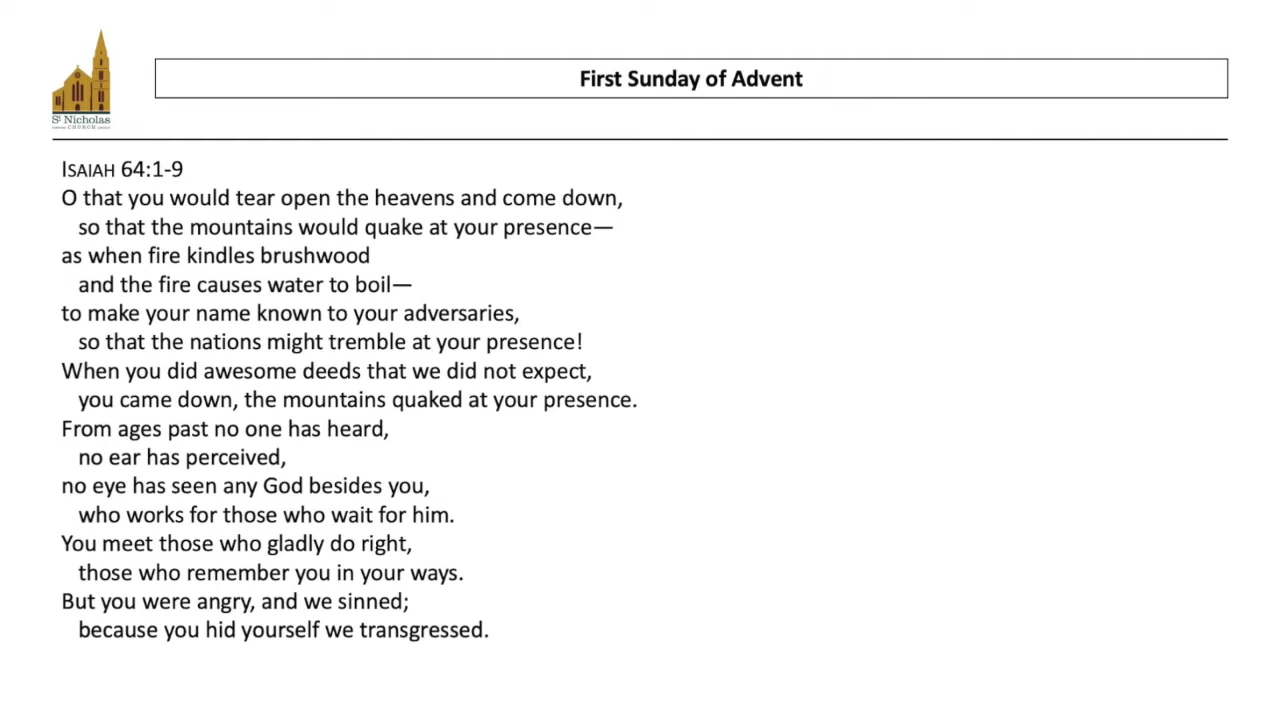 First Sunday of Advent
St Nicholas
CHURCH
ISAIAH 64:1-9
O that you would tear open the heavens and come down,
so that the mountains would quake at your presence—
as when fire kindles brushwood
and the fire causes water to boil—
to make your name known to your adversaries,
so that the nations might tremble at your presence!
When you did awesome deeds that we did not expect,
you came down, the mountains quaked at your presence.
From ages past no one has heard,
no ear has perceived,
no eye has seen any God besides you,
who works for those who wait for him.
You meet those who gladly do right,
those who remember you in your ways.
But you were angry, and we sinned;
because you hid yourself we transgressed.